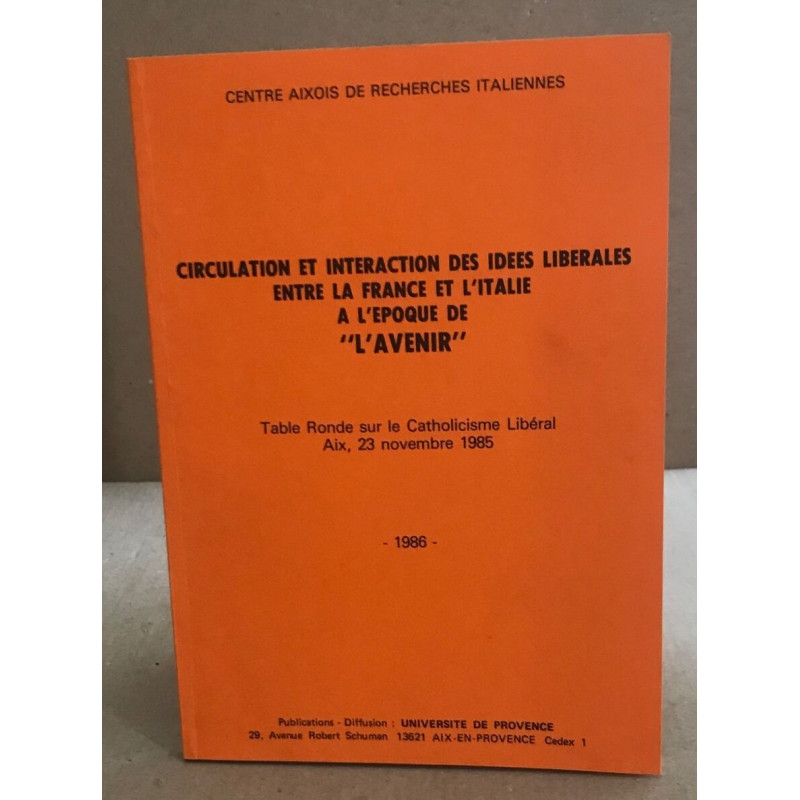 CENTRE AIXOIS DE RECHERCHES ITALIENNES
CIRCULATION ET INTERACTION DES IDEES LIBERALES
ENTRE LA FRANCE ET L'ITALIE
A L'EPOQUE DE
"L'AVENIR"
Table Ronde sur le Catholicisme Libéral
Aix, 23 novembre 1985
- 1986 -
Publications - Diffusion : UNIVERSITE DE PROVENCE
29, Avenue Robert Schuman 13621 AIX-EN-PROVENCE Cedex 1